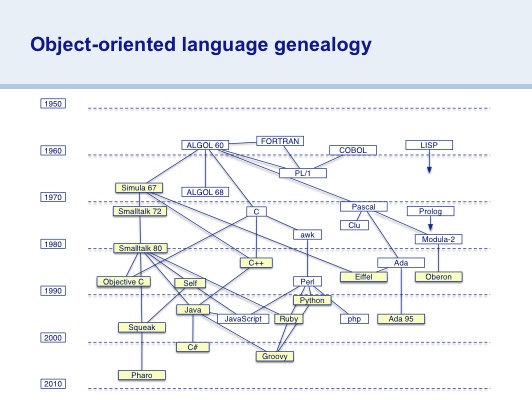 Object-oriented language genealogy
1950
FORTRAN
ALGOL 60
COBOL
LISP
1960
PL/1
Simula 67
ALGOL 68
1970
Smalltalk 72
C
Pascal
Prolog
Clu
awk
Modula-2
1980
Smalltalk 80
C++
Ada
Objective C
Self
Perl
Eiffel
Oberon
1990
Python
Java
JavaScript
Ruby
php
Ada 95
Squeak
2000
C#
Groovy
Pharo
2010